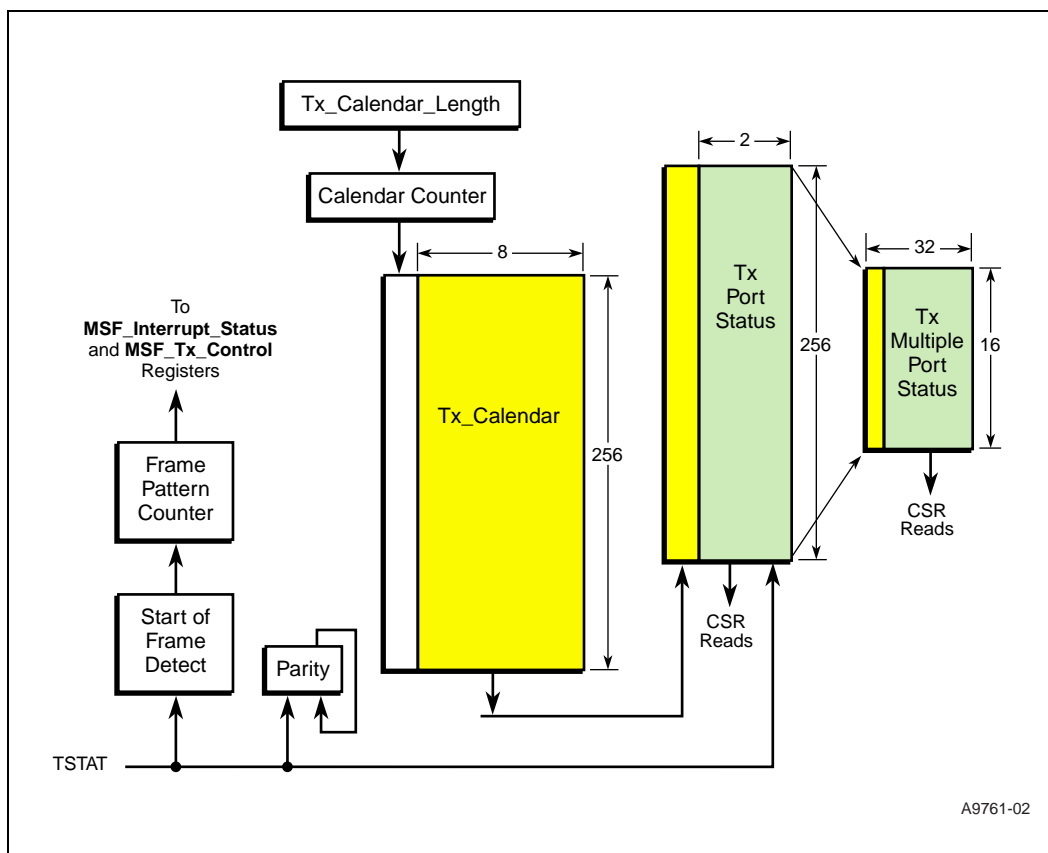 Tx_Calendar_Length
Calendar Counter
8
Tx_Calendar
256
2
Tx
Port
Status
256
32
Tx
Multiple
Port
Status
16
CSR
Reads
CSR
Reads
To
MSF_Interrupt_Status
and MSF_Tx_Control
Registers
Frame
Pattern
Counter
Start of
Frame
Detect
Parity
TSTAT
A9761-02